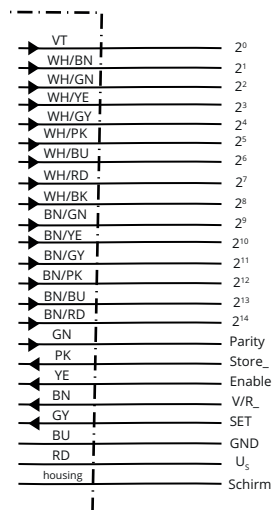 VT 2⁰
WH/BN 2¹
WH/GN 2²
WH/YE 2³
WH/GY 2⁴
WH/PK 2⁵
WH/BU 2⁶
WH/RD 2⁷
WH/BK 2⁸
BN/GN 2⁹
BN/YE 2¹⁰
BN/GY 2¹¹
BN/PK 2¹²
BN/BU 2¹³
BN/RD 2¹⁴
GN Parity
PK Store_
YE Enable
BN V/R_
GY SET
BU GND
RD Uₛ
housing Schirm